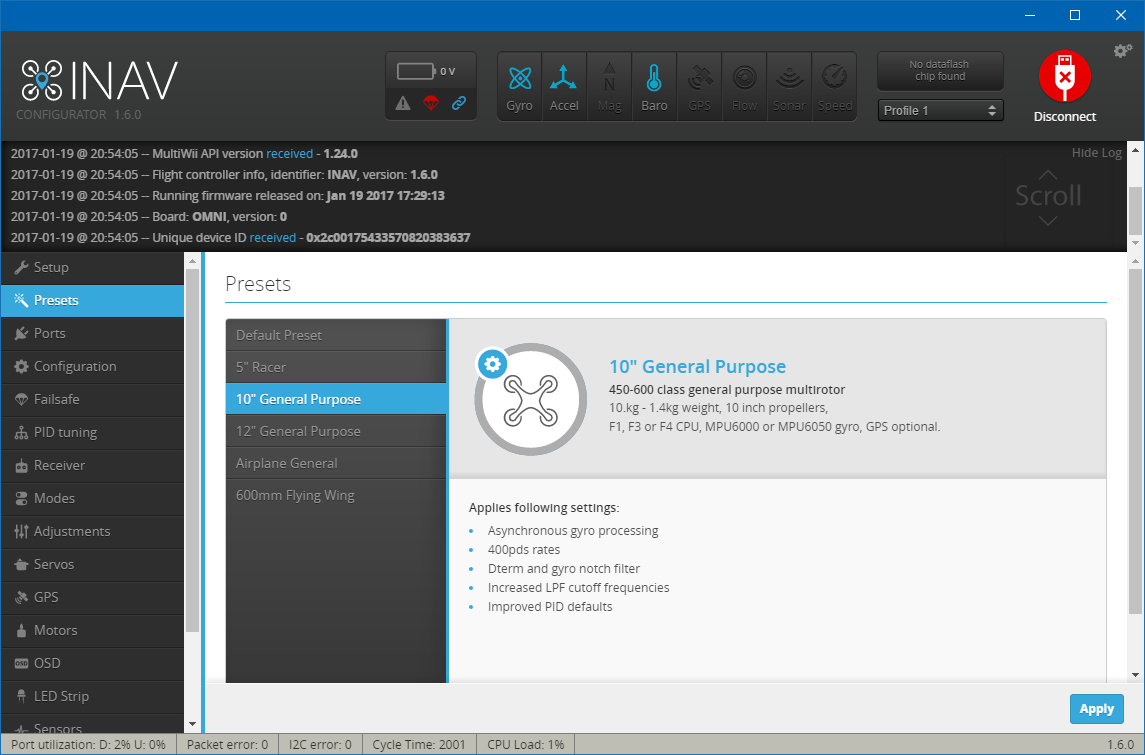 INAV
CONFIGURATOR 1.6.0
0 V
Gyro
Accel
Mag
Baro
GPS
Flow
Sonar
Speed
No dataflash
chip found
Profile 1
Disconnect
2017-01-19 @ 20:54:05 -- MultiWii API version received - 1.24.0
2017-01-19 @ 20:54:05 -- Flight controller info, identifier: INAV, version: 1.6.0
2017-01-19 @ 20:54:05 -- Running firmware released on: Jan 19 2017 17:29:13
2017-01-19 @ 20:54:05 -- Board: OMNI, version: 0
2017-01-19 @ 20:54:05 -- Unique device ID received - 0x2c00175433570820383637
Hide Log
Scroll
Setup
Presets
Ports
Configuration
Failsafe
PID tuning
Receiver
Modes
Adjustments
Servos
GPS
Motors
OSD
LED Strip
Sensors
Presets
Default Preset
5" Racer
10" General Purpose
12" General Purpose
Airplane General
600mm Flying Wing
10" General Purpose
450-600 class general purpose multirotor
10.kg - 1.4kg weight, 10 inch propellers,
F1, F3 or F4 CPU, MPU6000 or MPU6050 gyro, GPS optional.
Applies following settings:
Asynchronous gyro processing
400pds rates
Dterm and gyro notch filter
Increased LPF cutoff frequencies
Improved PID defaults
Apply
Port utilization: D: 2% U: 0%
Packet error: 0
I2C error: 0
Cycle Time: 2001
CPU Load: 1%
1.6.0